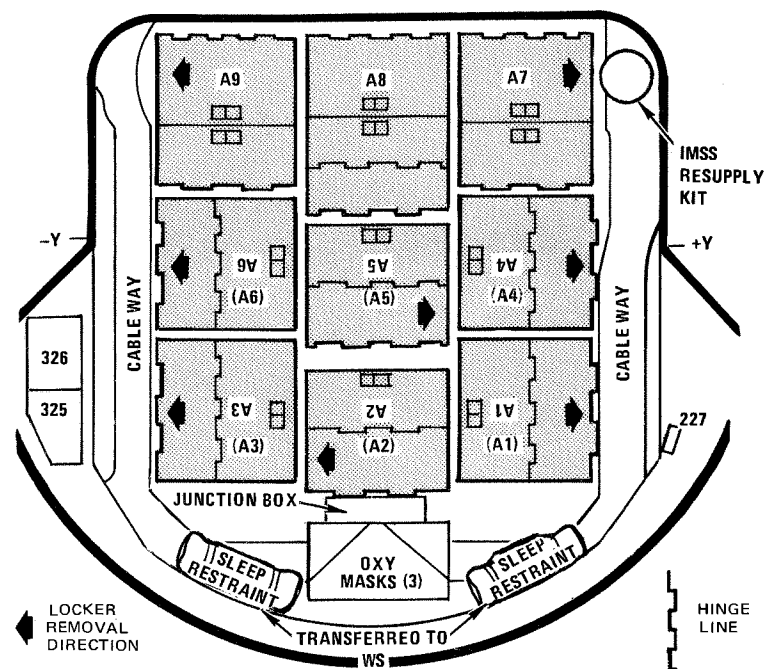 A9
A8
A7
IMSS
RESUPPLY
KIT
-Y
+Y
A6
(A6)
A5
(A5)
A4
(A4)
CABLE WAY
CABLE WAY
326
325
A3
(A3)
A2
(A2)
A1
(A1)
227
JUNCTION BOX
SLEEP
RESTRAINT
OXY
MASKS (3)
SLEEP
RESTRAINT
LOCKER
REMOVAL
DIRECTION
TRANSFERRED TO
WS
HINGE
LINE